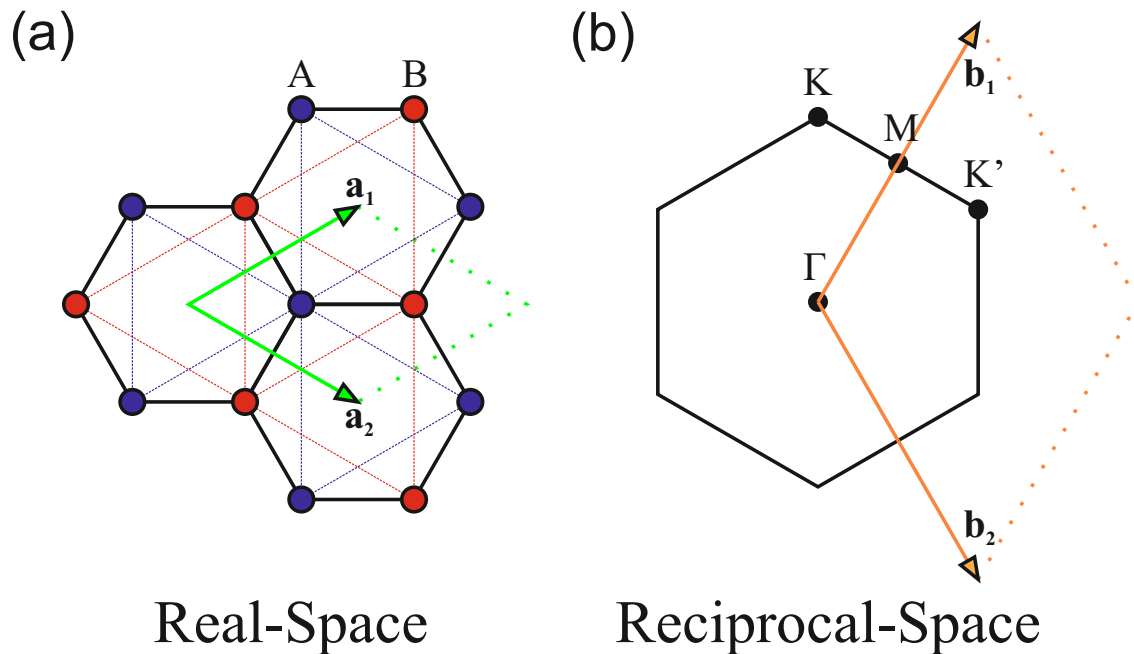 (a)
A B
a1
a2
Real-Space
(b)
b1
K
M
K’
Γ
b2
Reciprocal-Space